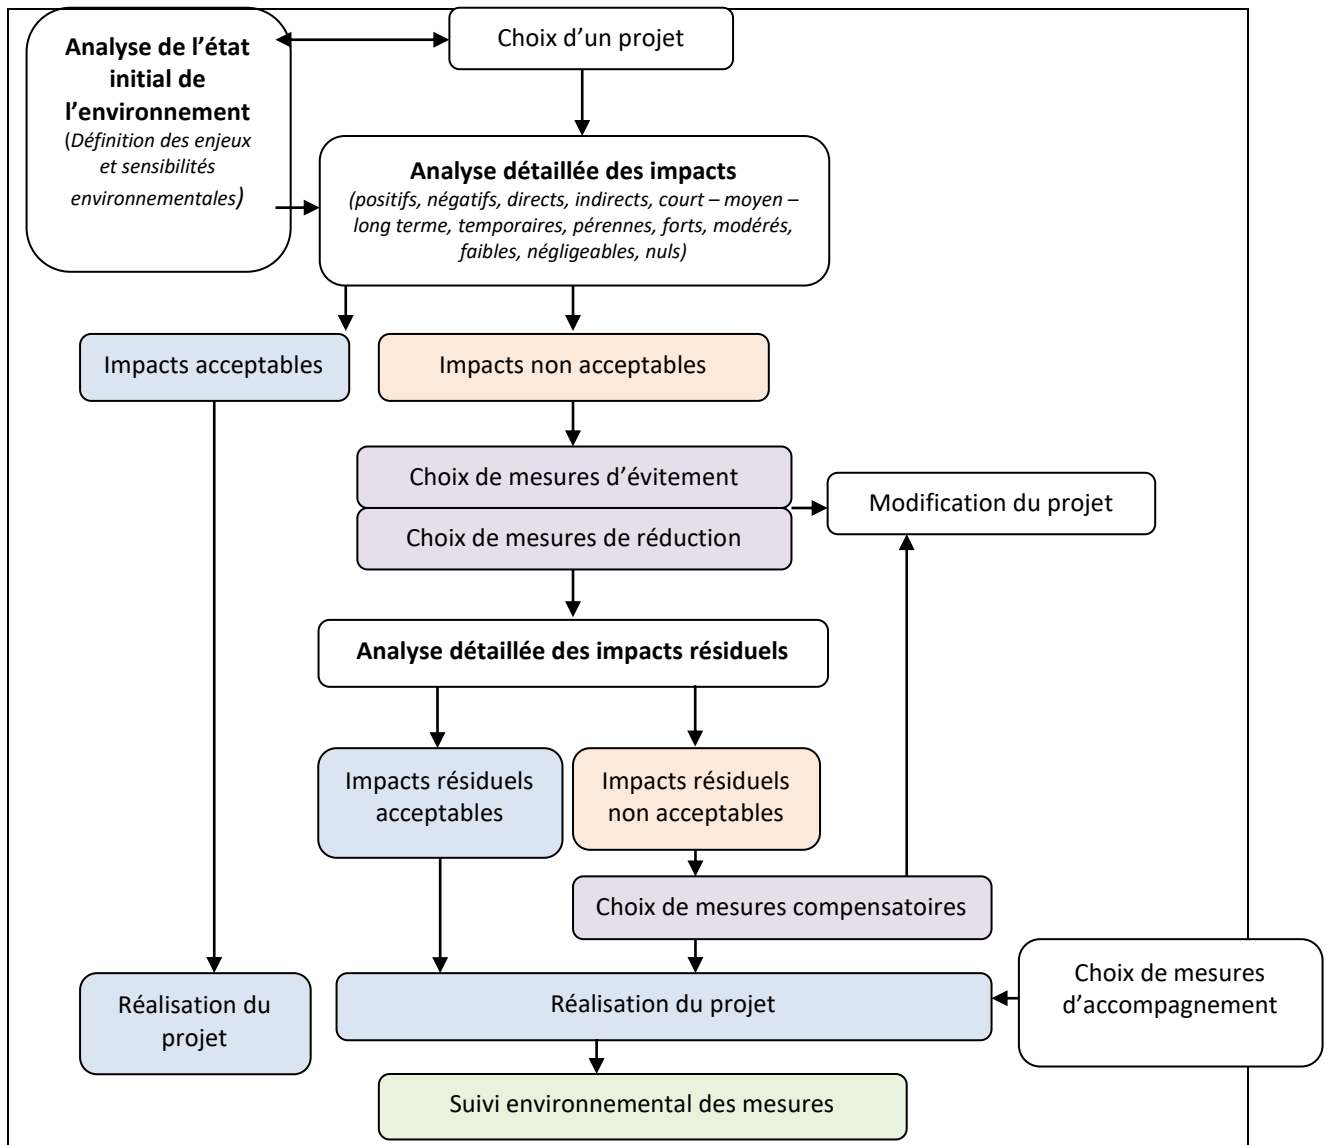 Analyse de l’état
initial de
l’environnement
(Définition des enjeux
et sensibilités
environnementales)
Choix d’un projet
Analyse détaillée des impacts
(positifs, négatifs, directs, indirects, court – moyen –
long terme, temporaires, pérennes, forts, modérés,
faibles, négligeables, nuls)
Impacts acceptables
Impacts non acceptables
Choix de mesures d’évitement
Choix de mesures de réduction
Modification du projet
Analyse détaillée des impacts résiduels
Impacts résiduels
acceptables
Impacts résiduels
non acceptables
Choix de mesures compensatoires
Réalisation du
projet
Réalisation du projet
Choix de mesures
d’accompagnement
Suivi environnemental des mesures